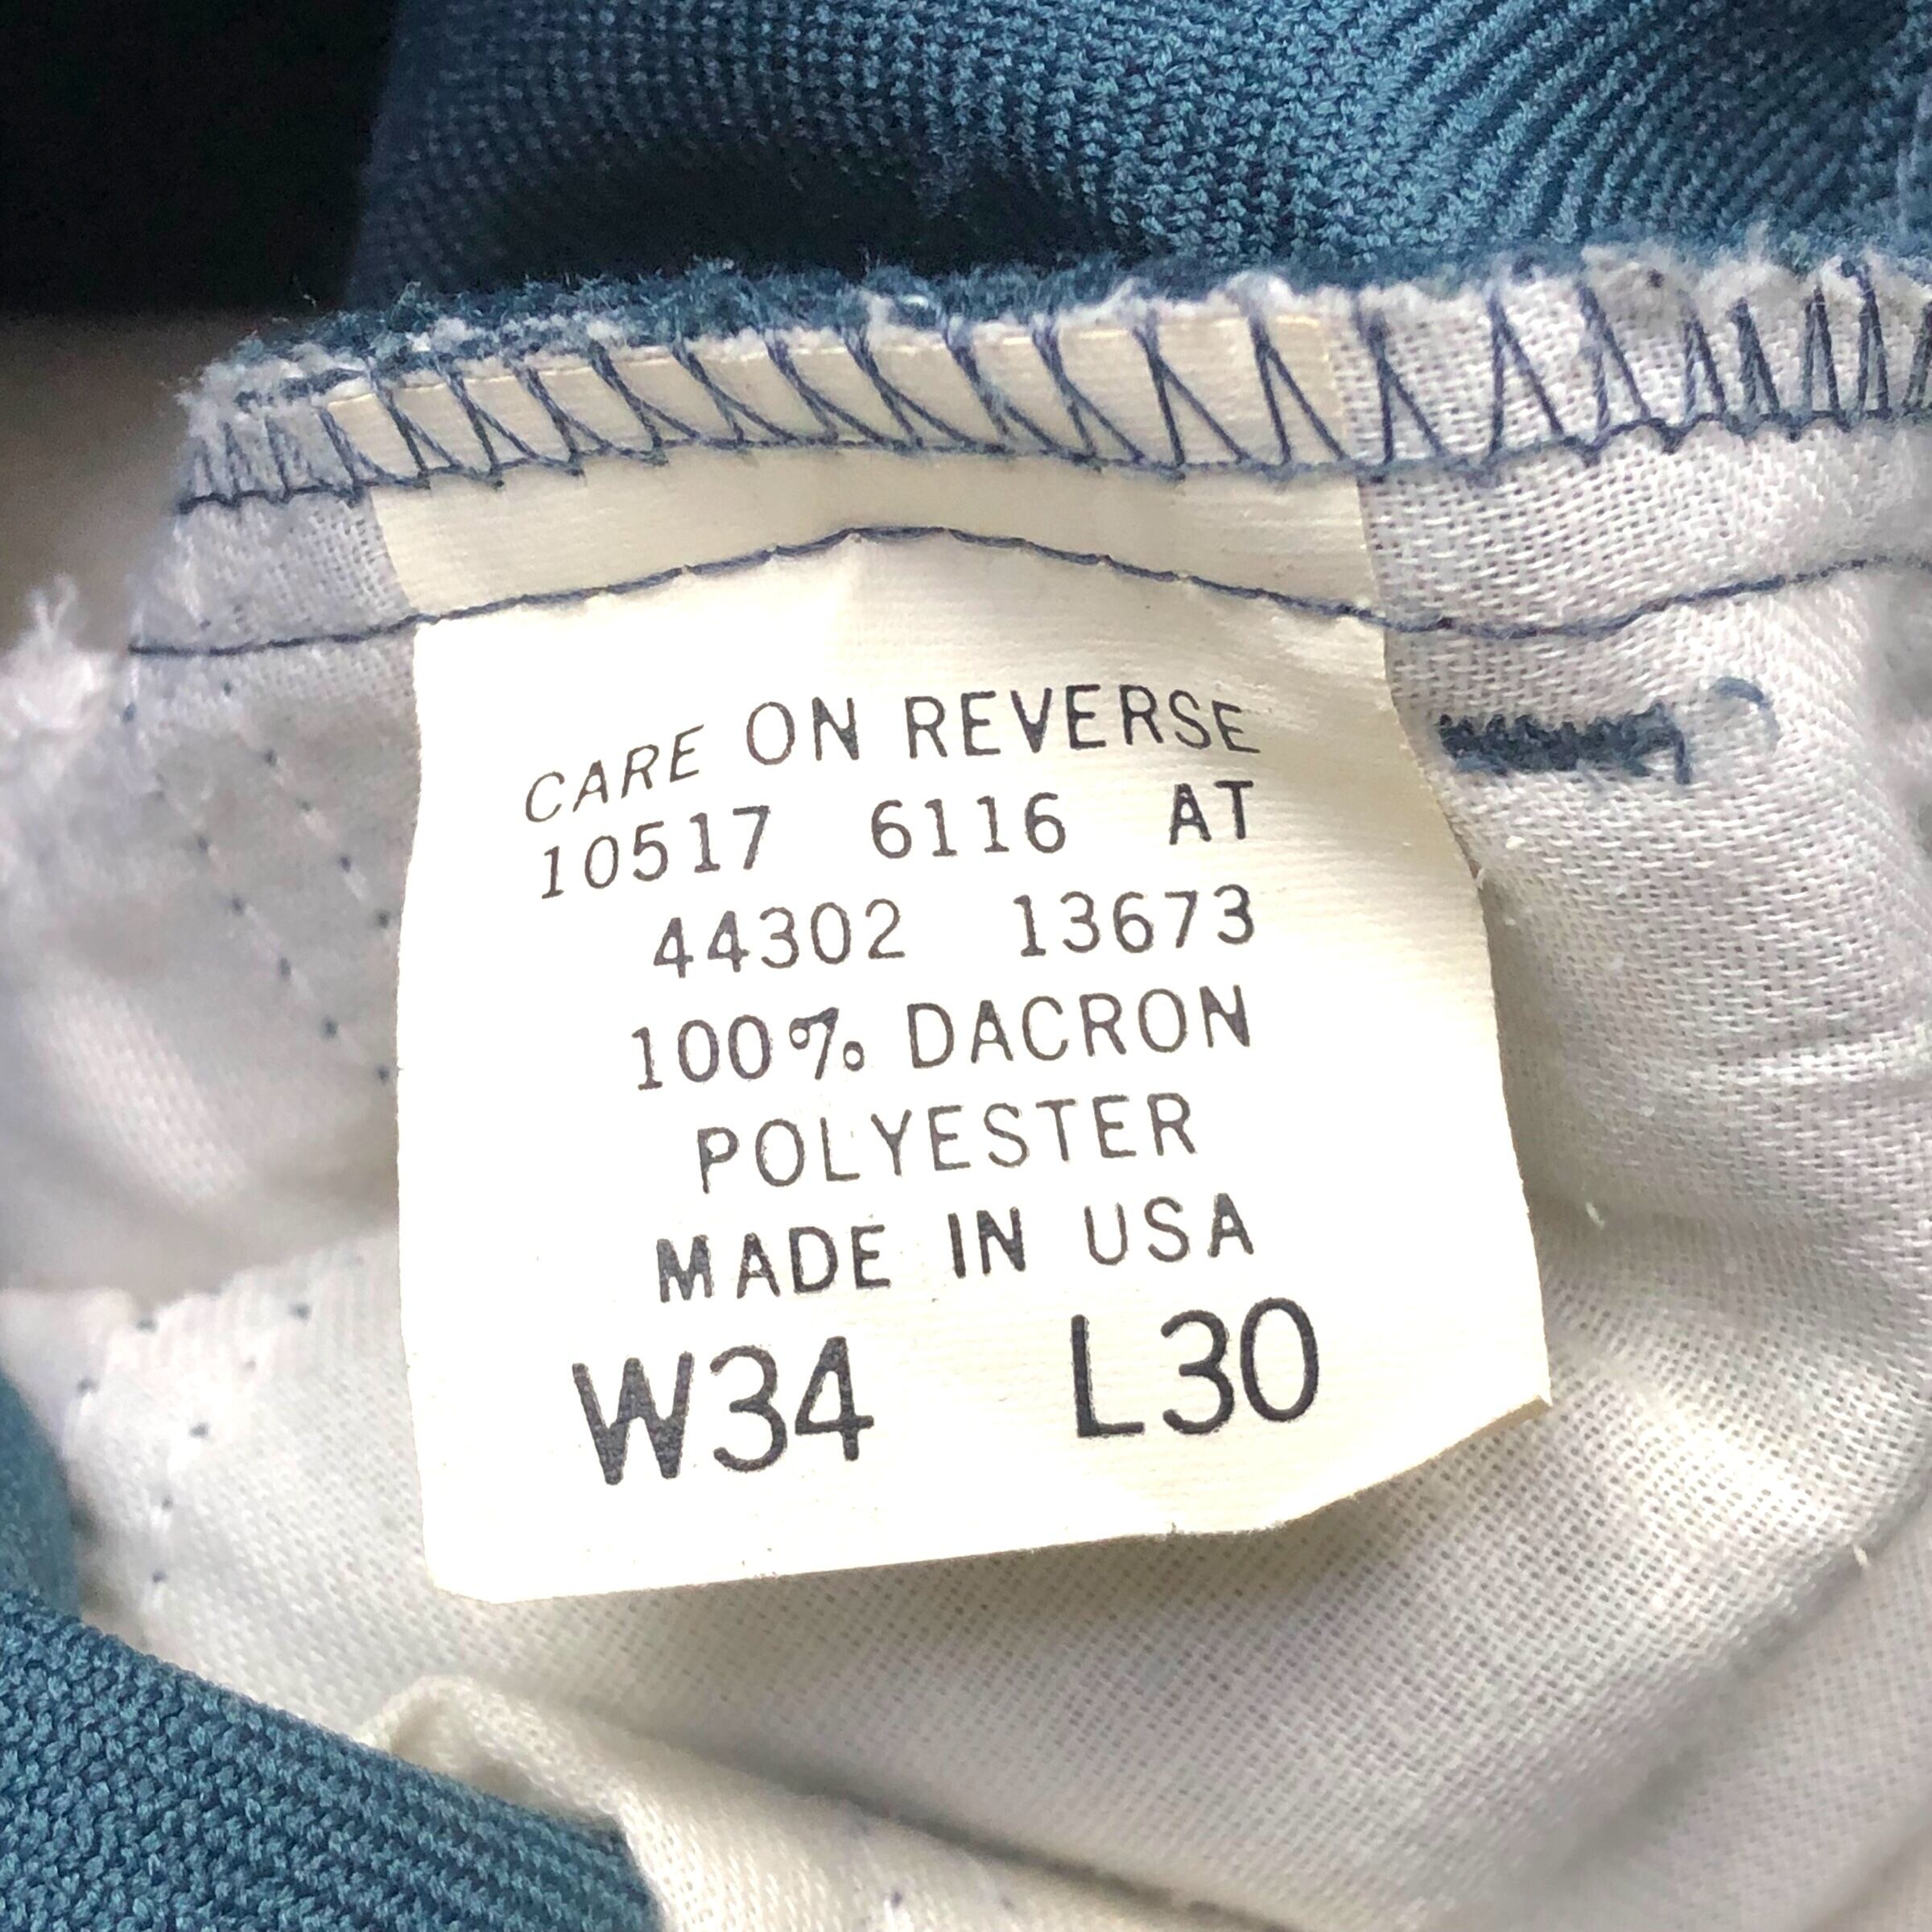 CARE ON REVERSE
10517 6116 AT
44302 13673
100% DACRON
POLYESTER
MADE IN USA
W34 L30